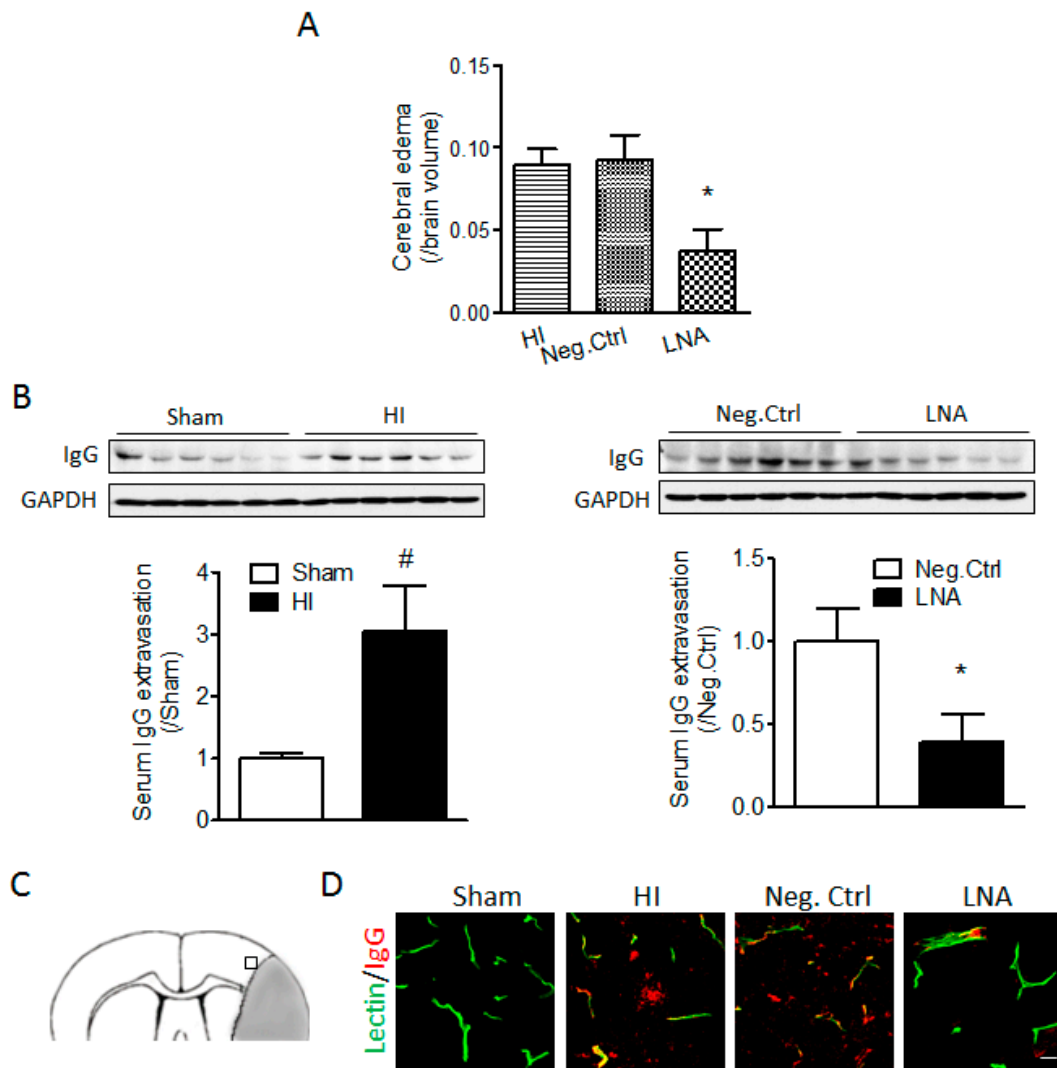 A
0.15
0.10
0.05
0.00
Cerebral edema
(/brain volume)
*
HI
Neg.Ctrl
LNA
B
Sham HI
IgG
GAPDH
Neg.Ctrl LNA
IgG
GAPDH
4
3
2
1
0
Serum IgG extravasation
(/Sham)
Sham
HI
#
1.5
1.0
0.5
0.0
Serum IgG extravasation
(/Neg.Ctrl)
Neg.Ctrl
LNA
*
C
D
Sham HI Neg. Ctrl LNA
Lectin/IgG